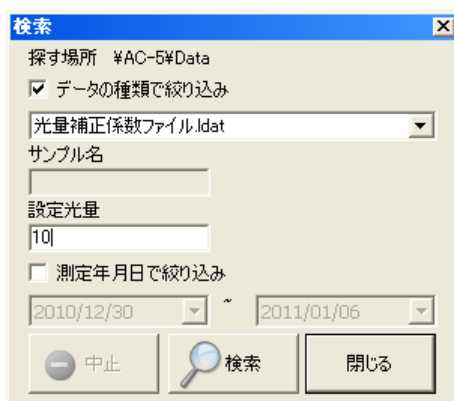 検索
探す場所 ¥AC-5¥Data
データの種類で絞り込み
光量補正係数ファイル.ldat
サンプル名
設定光量
10
測定年月日で絞り込み
2010/12/30 ~ 2011/01/06
中止 検索 閉じる